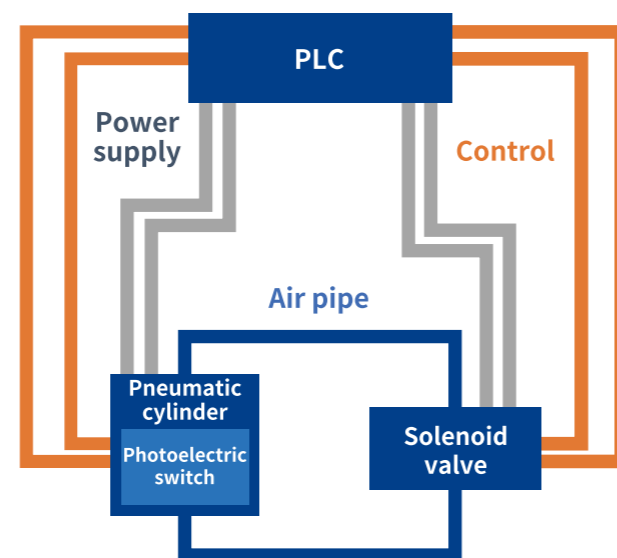 PLC
Power
supply
Control
Air pipe
Pneumatic
cylinder
Photoelectric
switch
Solenoid
valve